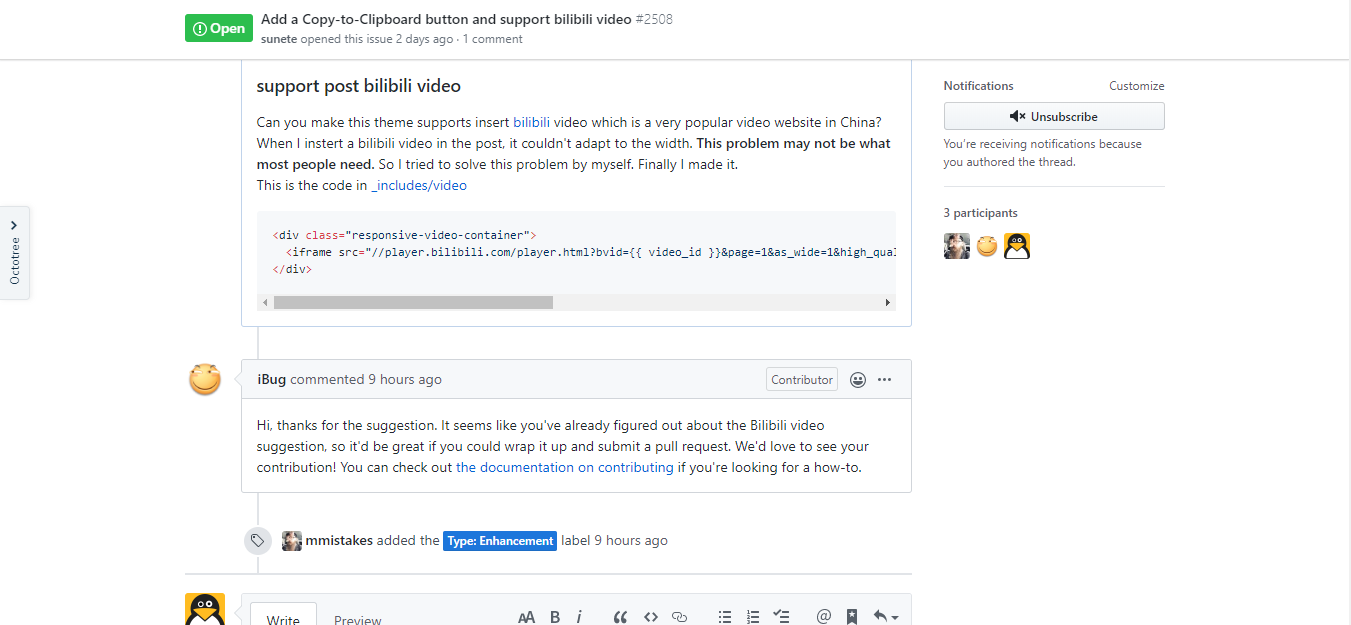 Open
Add a Copy-to-Clipboard button and support bilibili video #2508
sunete opened this issue 2 days ago · 1 comment
support post bilibili video
Can you make this theme supports insert bilibili video which is a very popular video website in China?
When I instert a bilibili video in the post, it couldn't adapt to the width. This problem may not be what
most people need. So I tried to solve this problem by myself. Finally I made it.
This is the code in _includes/video
<div class="responsive-video-container">
<iframe src="//player.bilibili.com/player.html?bvid={{ video_id }}&page=1&as_wide=1&high_qual
</div>
Octotree
iBug commented 9 hours ago
Contributor
Hi, thanks for the suggestion. It seems like you've already figured out about the Bilibili video
suggestion, so it'd be great if you could wrap it up and submit a pull request. We'd love to see your
contribution! You can check out the documentation on contributing if you're looking for a how-to.
mmistakes added the Type: Enhancement label 9 hours ago
Write
Preview
Notifications
Customize
Unsubscribe
You're receiving notifications because
you authored the thread.
3 participants